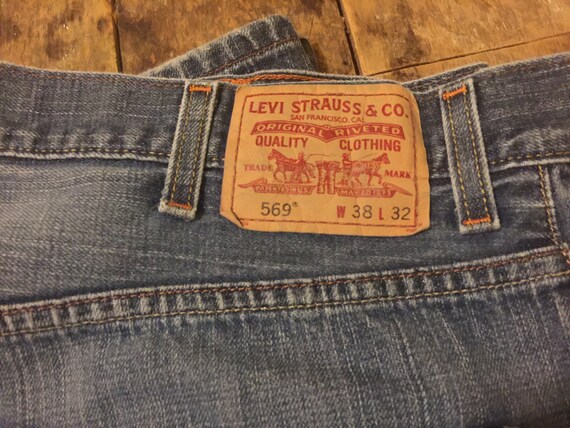 LEVI STRAUSS & CO.
SAN FRANCISCO, CAL
ORIGINAL RIVETED
QUALITY CLOTHING
TRADE MARK
569® W 38 L 32